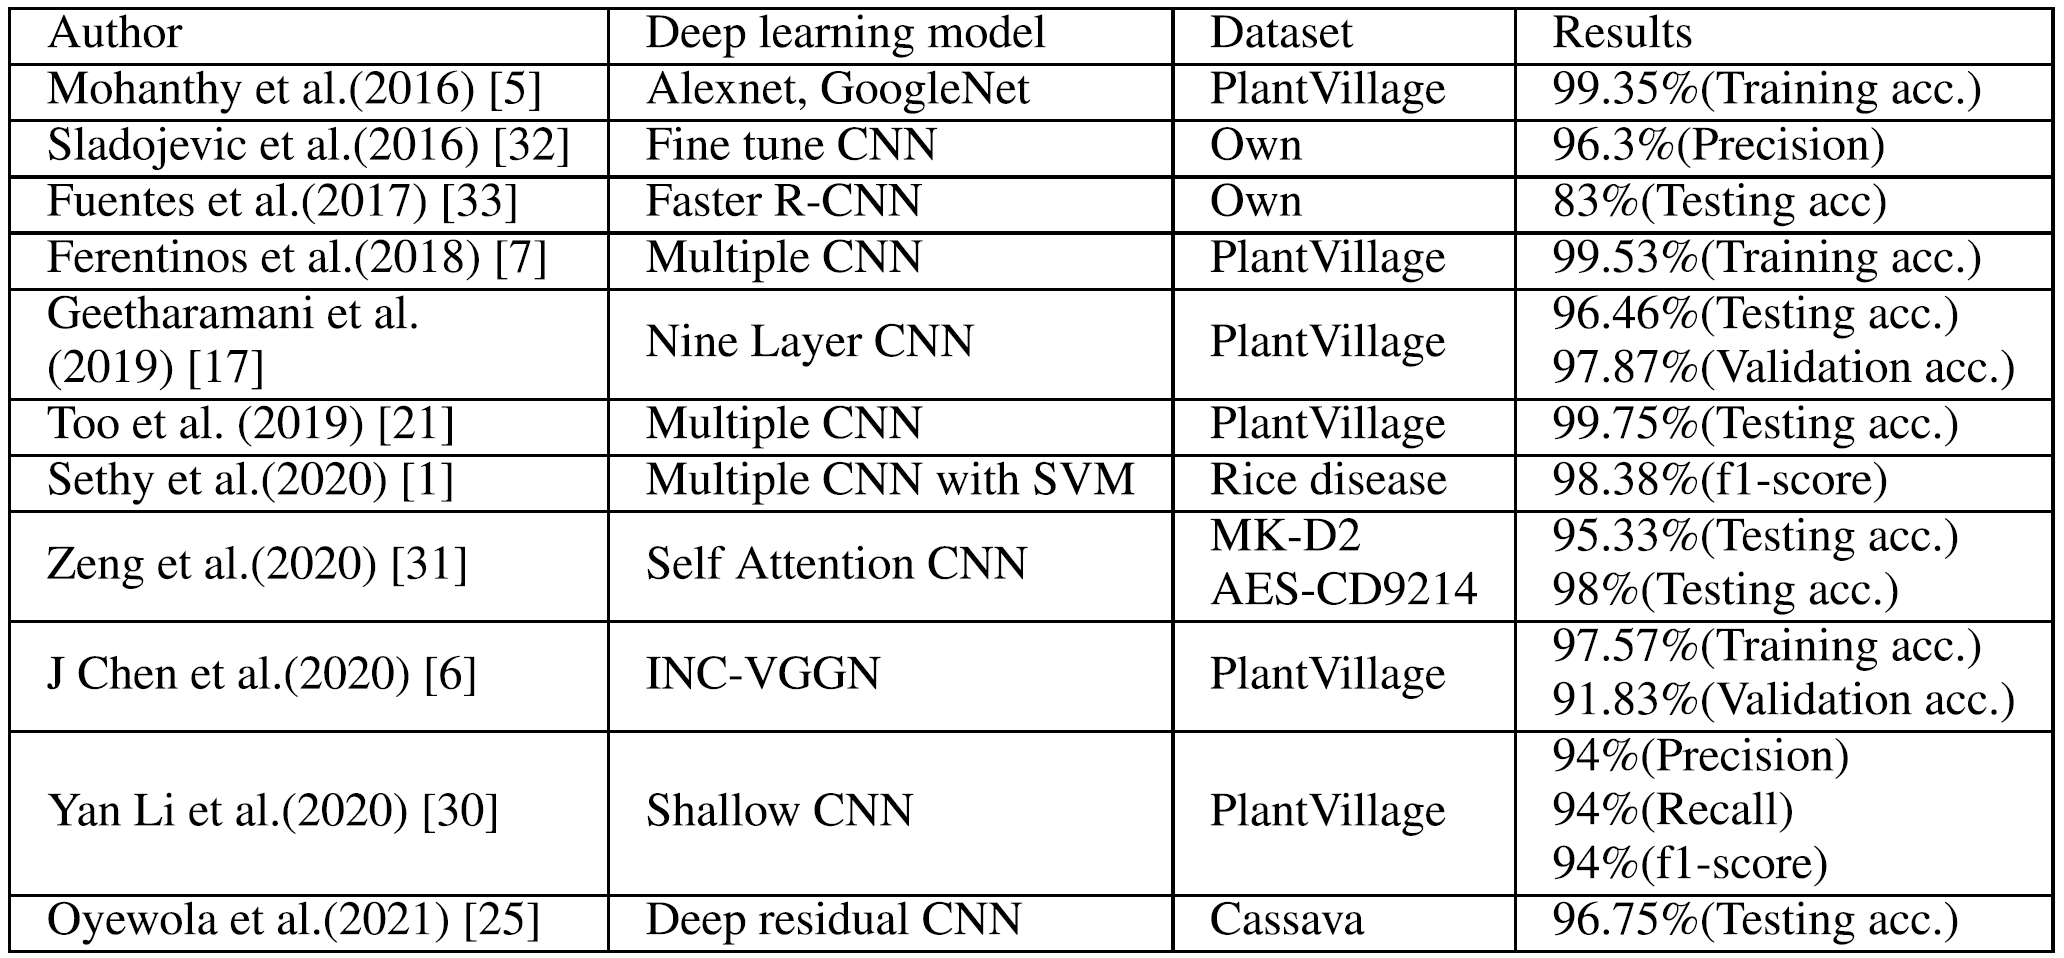 Author Deep learning model Dataset Results
Mohanthy et al.(2016) [5] Alexnet, GoogleNet PlantVillage 99.35%(Training acc.)
Sladojevic et al.(2016) [32] Fine tune CNN Own 96.3%(Precision)
Fuentes et al.(2017) [33] Faster R-CNN Own 83%(Testing acc)
Ferentinos et al.(2018) [7] Multiple CNN PlantVillage 99.53%(Training acc.)
Geetharamani et al.
(2019) [17]
Nine Layer CNN
PlantVillage
96.46%(Testing acc.)
97.87%(Validation acc.)
Too et al. (2019) [21] Multiple CNN PlantVillage 99.75%(Testing acc.)
Sethy et al.(2020) [1] Multiple CNN with SVM Rice disease 98.38%(f1-score)
Zeng et al.(2020) [31]
Self Attention CNN
MK-D2
AES-CD9214
95.33%(Testing acc.)
98%(Testing acc.)
J Chen et al.(2020) [6]
INC-VGGN
PlantVillage
97.57%(Training acc.)
91.83%(Validation acc.)
Yan Li et al.(2020) [30]
Shallow CNN
PlantVillage
94%(Precision)
94%(Recall)
94%(f1-score)
Oyewola et al.(2021) [25] Deep residual CNN Cassava 96.75%(Testing acc.)